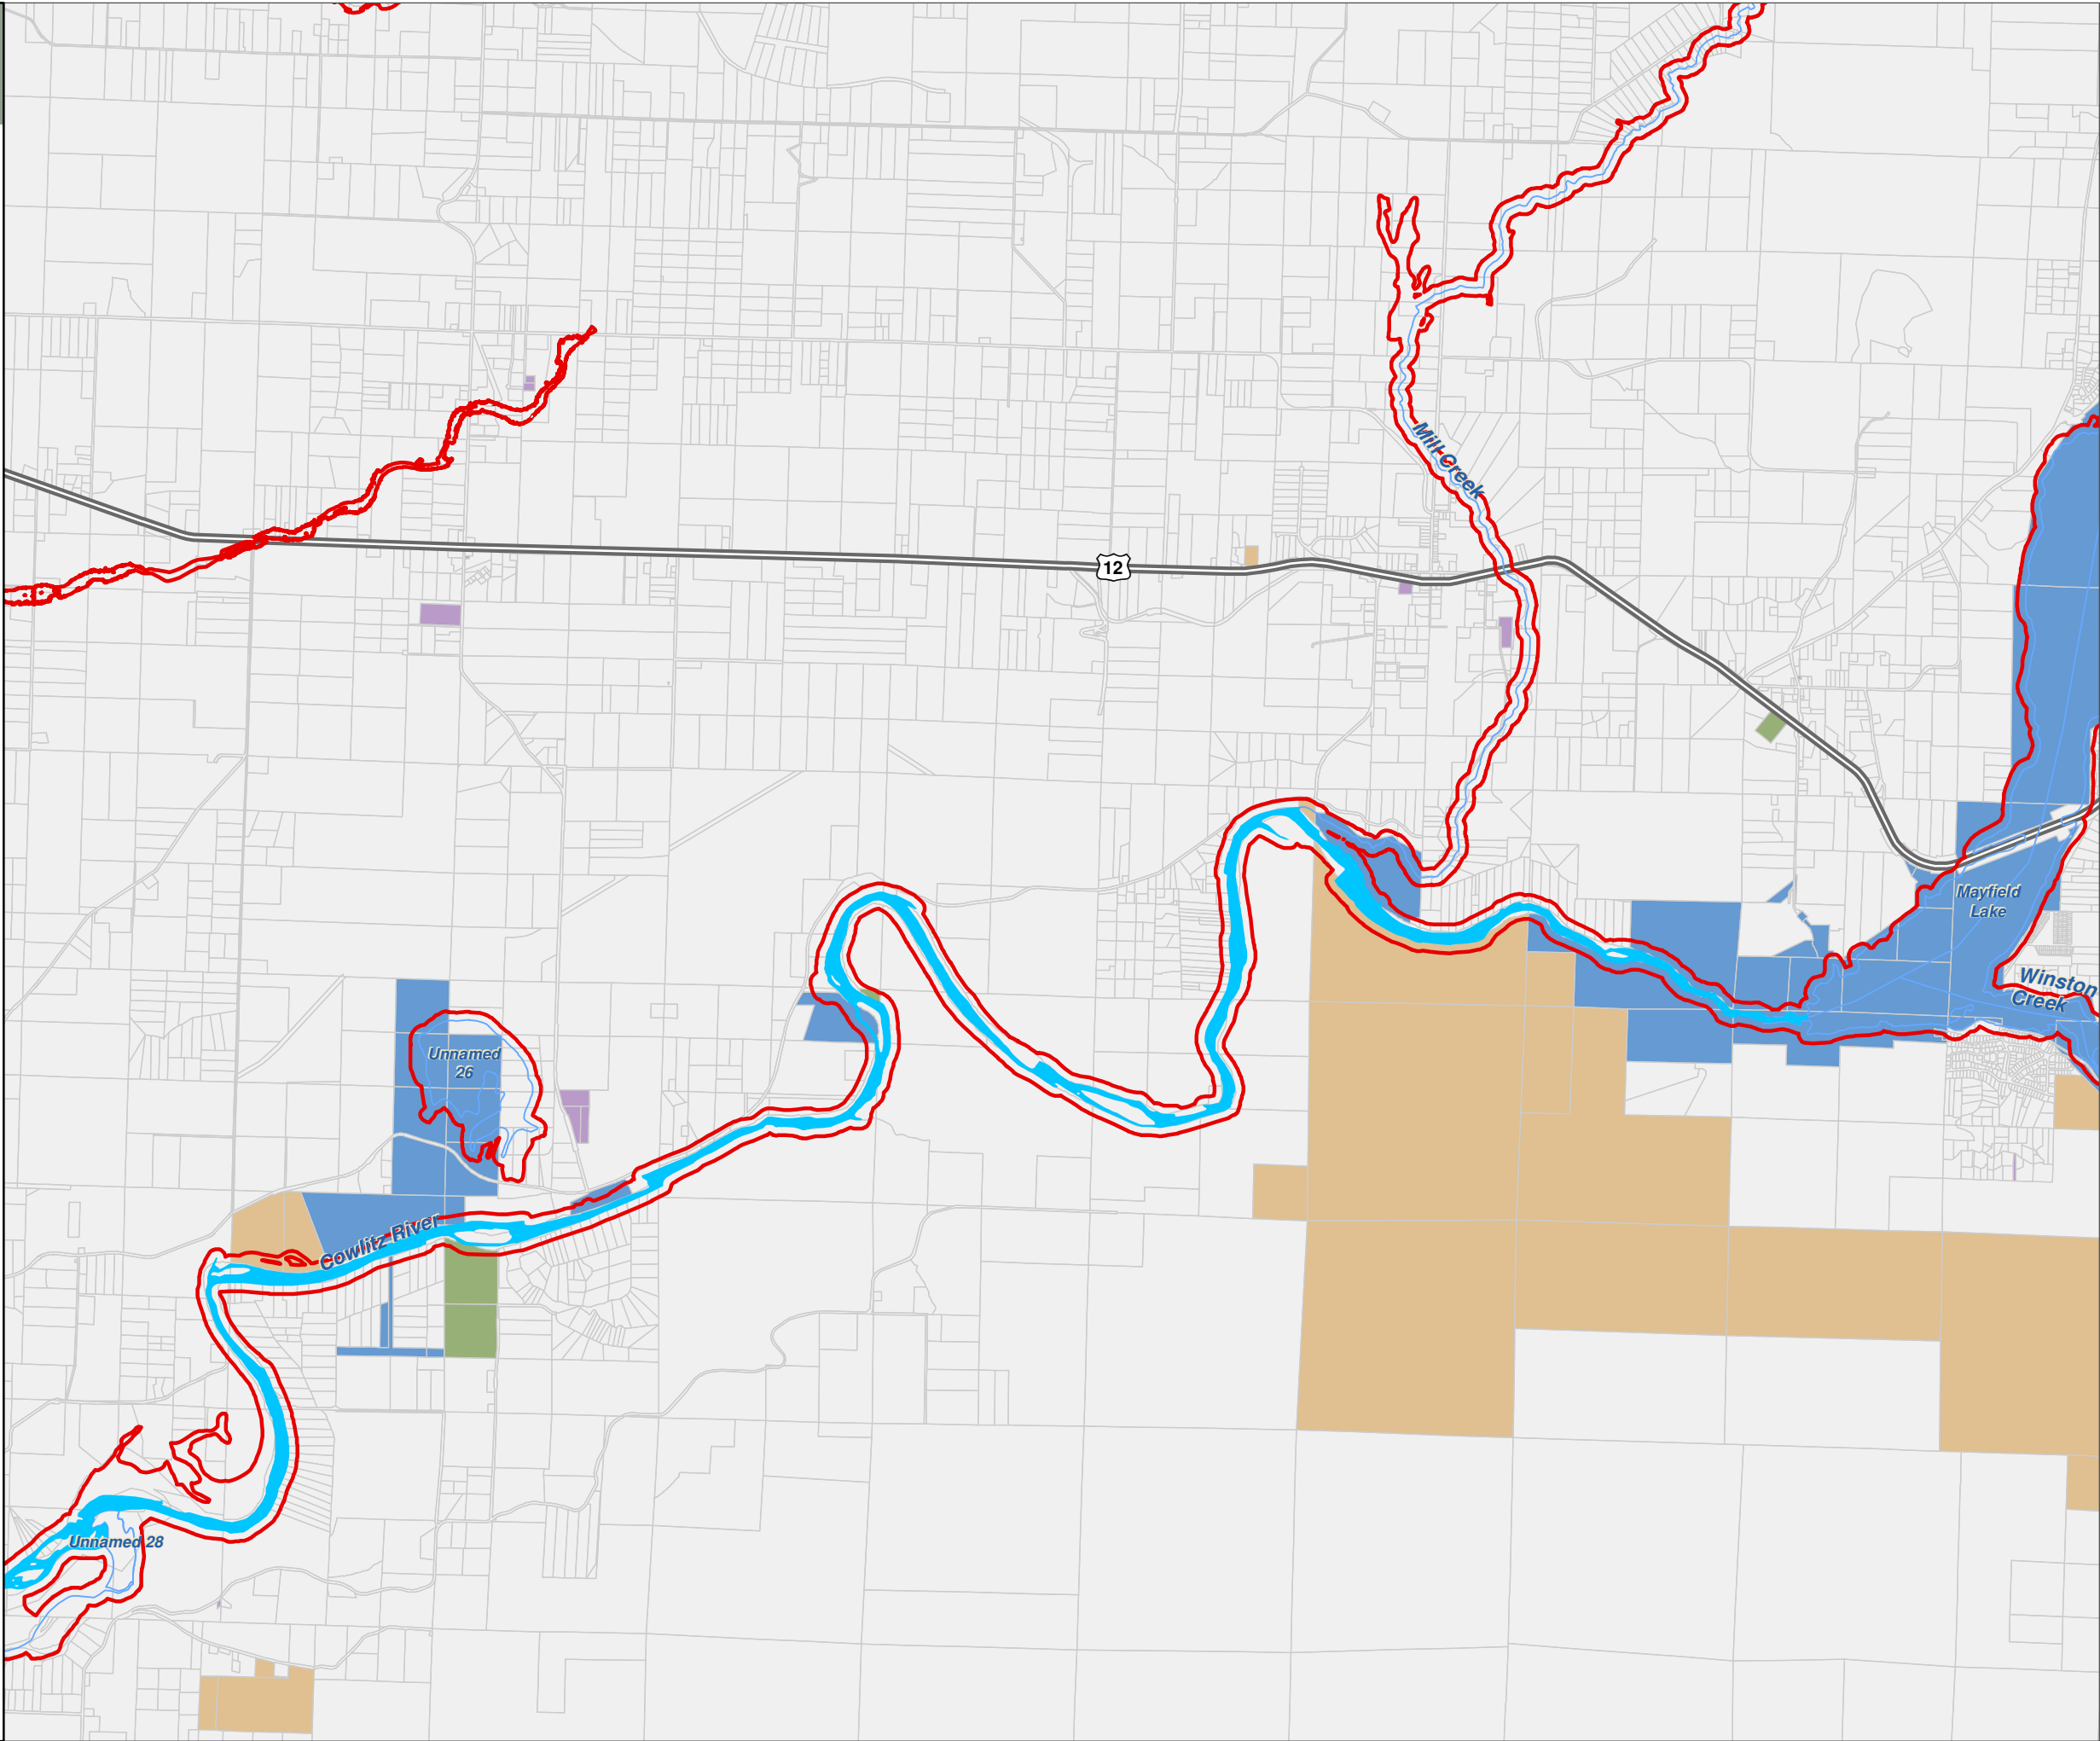 Mill Creek
12
Mayfield
Lake
Winston
Creek
Unnamed
26
Cowlitz River
Unnamed 28